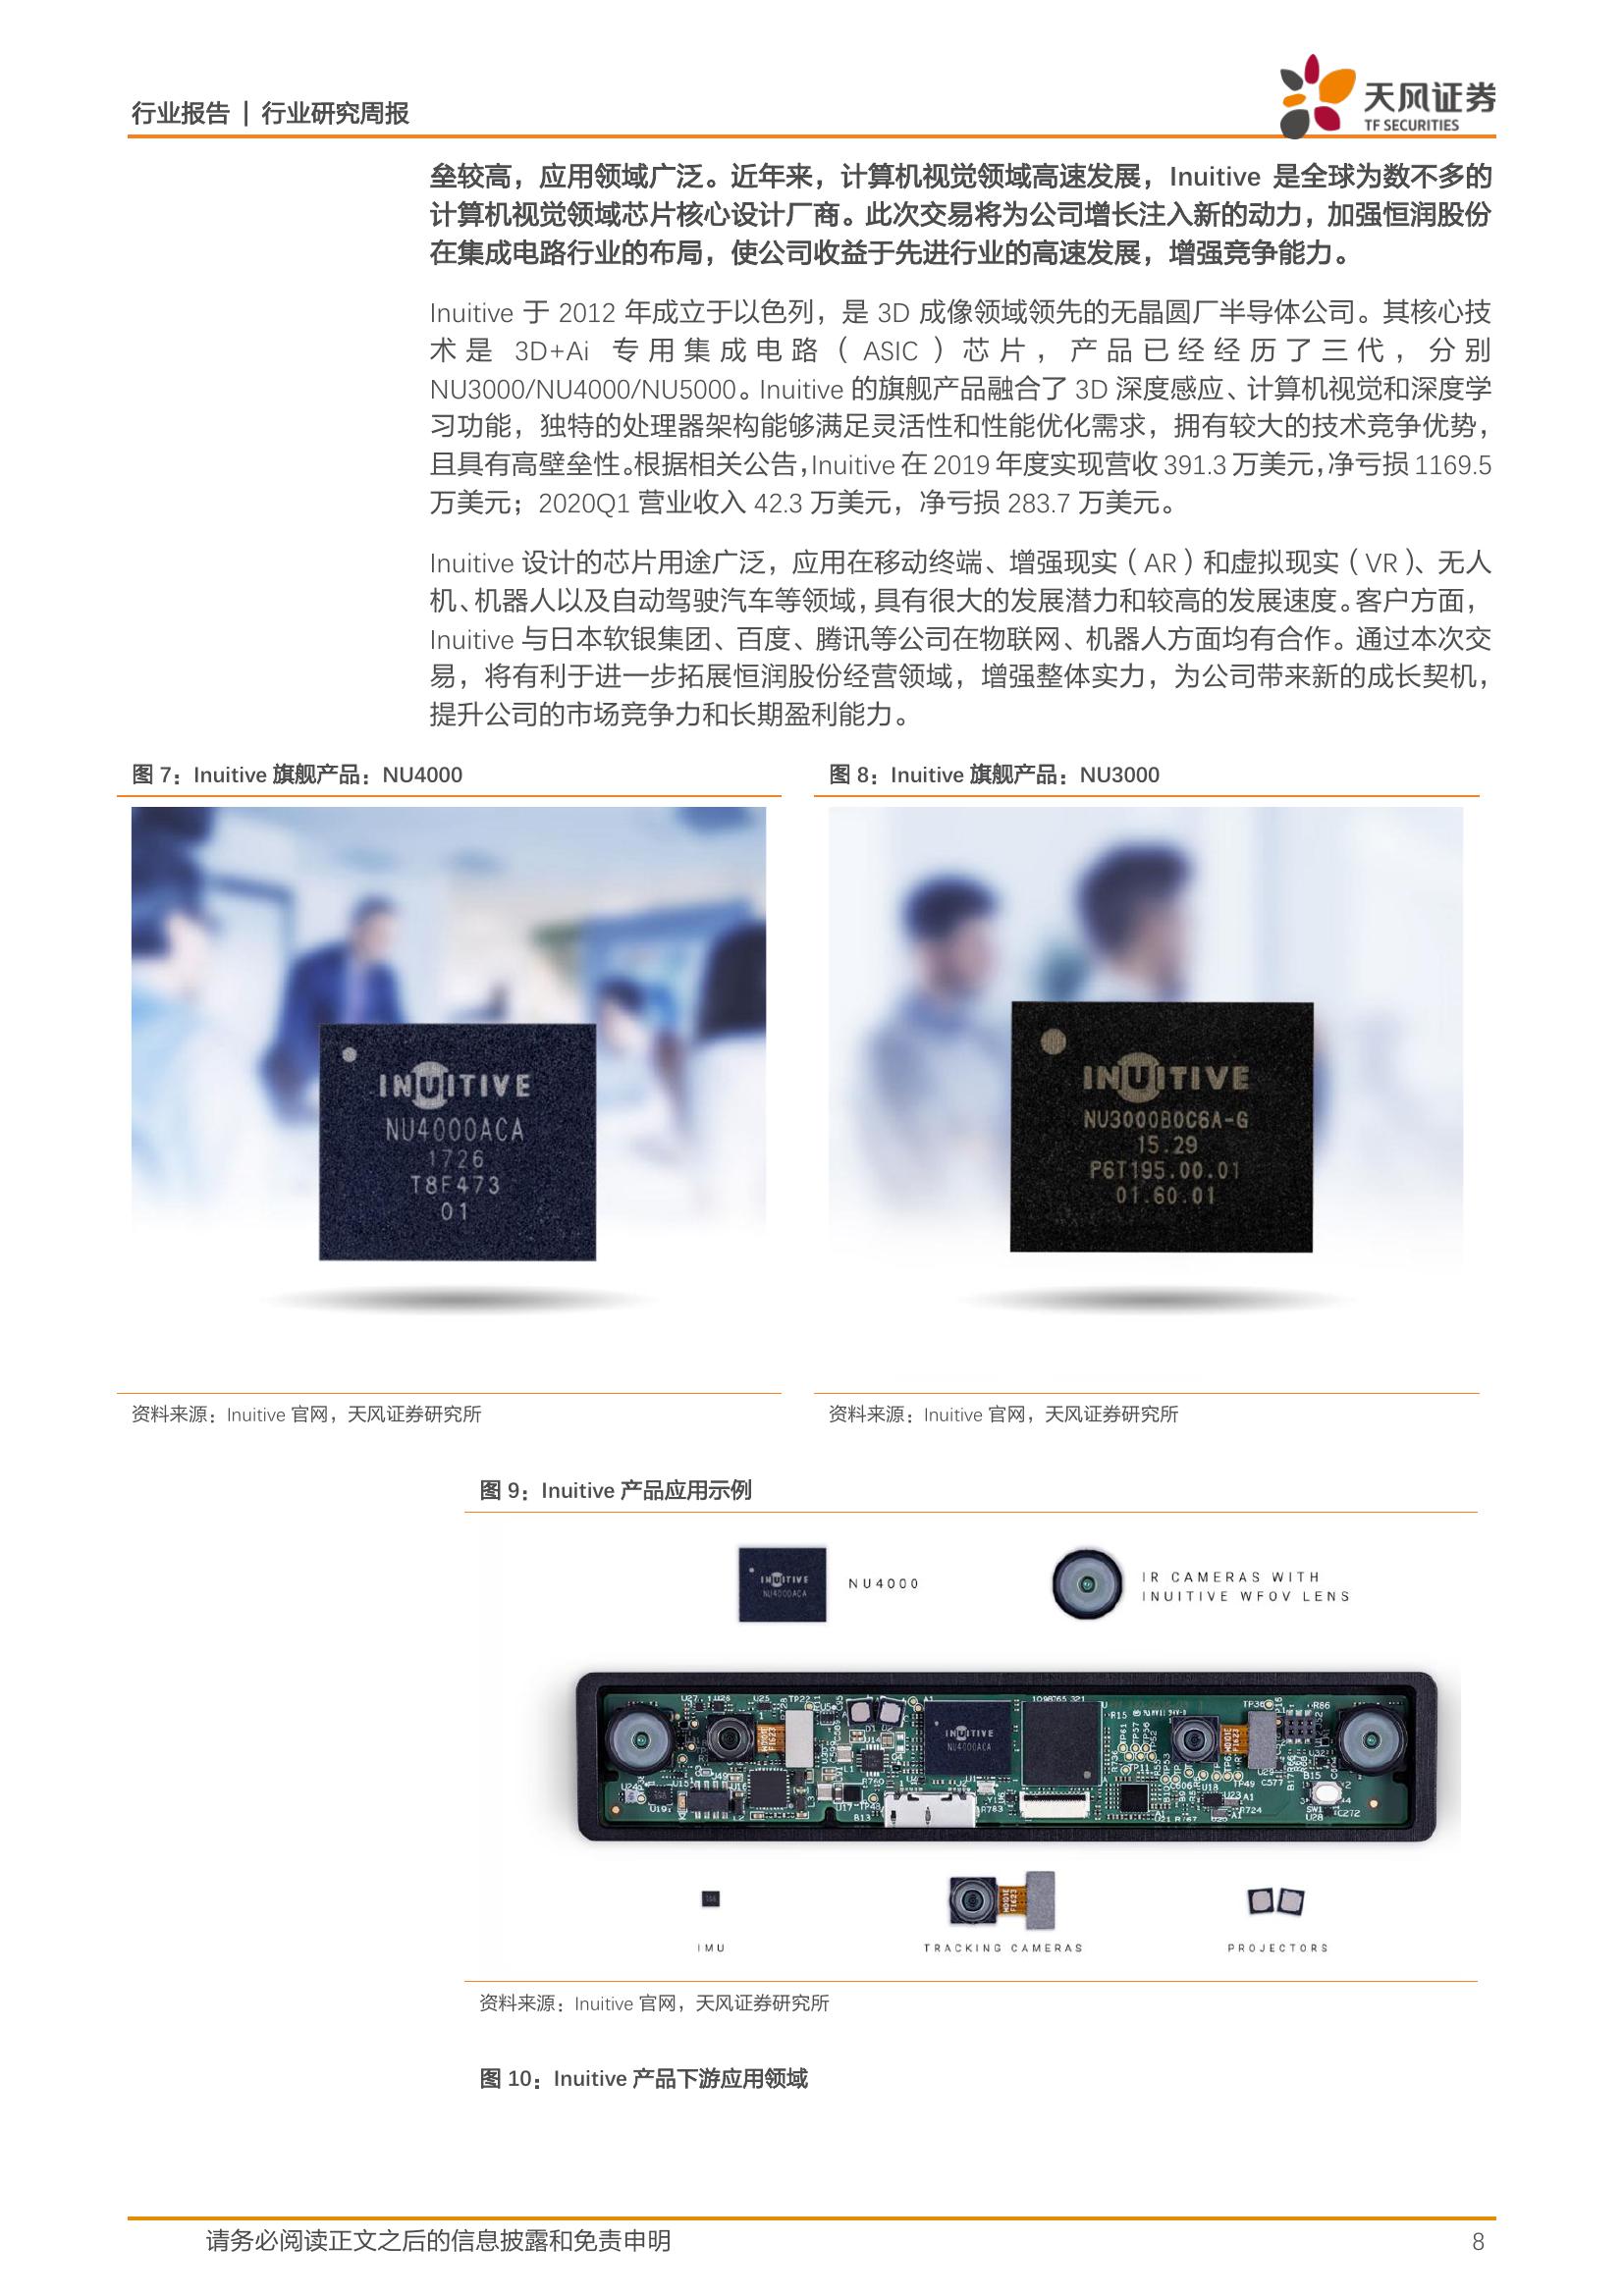 行业报告 | 行业研究周报
天风证券
TF SECURITIES
垒较高，应用领域广泛。近年来，计算机视觉领域高速发展，Inuitive 是全球为数不多的
计算机视觉领域芯片核心设计厂商。此次交易将为公司增长注入新的动力，加强恒润股份
在集成电路行业的布局，使公司收益于先进行业的高速发展，增强竞争能力。
Inuitive 于 2012 年成立于以色列，是 3D 成像领域领先的无晶圆厂半导体公司。其核心技
术是 3D+Ai 专用集成电路（ASIC）芯片，产品已经经历了三代，分别
NU3000/NU4000/NU5000。Inuitive 的旗舰产品融合了 3D 深度感应、计算机视觉和深度学
习功能，独特的处理器架构能够满足灵活性和性能优化需求，拥有较大的技术竞争优势，
且具有高壁垒性。根据相关公告，Inuitive 在 2019 年度实现营收 391.3 万美元，净亏损 1169.5
万美元；2020Q1 营业收入 42.3 万美元，净亏损 283.7 万美元。
Inuitive 设计的芯片用途广泛，应用在移动终端、增强现实（AR）和虚拟现实（VR）、无人
机、机器人以及自动驾驶汽车等领域，具有很大的发展潜力和较高的发展速度。客户方面，
Inuitive 与日本软银集团、百度、腾讯等公司在物联网、机器人方面均有合作。通过本次交
易，将有利于进一步拓展恒润股份经营领域，增强整体实力，为公司带来新的成长契机，
提升公司的市场竞争力和长期盈利能力。
图 7：Inuitive 旗舰产品：NU4000
INUITIVE
NU4000ACA
1726
T8F473
01
资料来源：Inuitive 官网，天风证券研究所
图 8：Inuitive 旗舰产品：NU3000
INUITIVE
NU3000B0C6A-G
15.29
P6T195.00.01
01.60.01
资料来源：Inuitive 官网，天风证券研究所
图 9：Inuitive 产品应用示例
INUITIVE
NU4000ACA
NU4000
IR CAMERAS WITH
INUITIVE WFOV LENS
INUITIVE
NU4000ACA
IMU
TRACKING CAMERAS
PROJECTORS
资料来源：Inuitive 官网，天风证券研究所
图 10：Inuitive 产品下游应用领域
请务必阅读正文之后的信息披露和免责申明
8